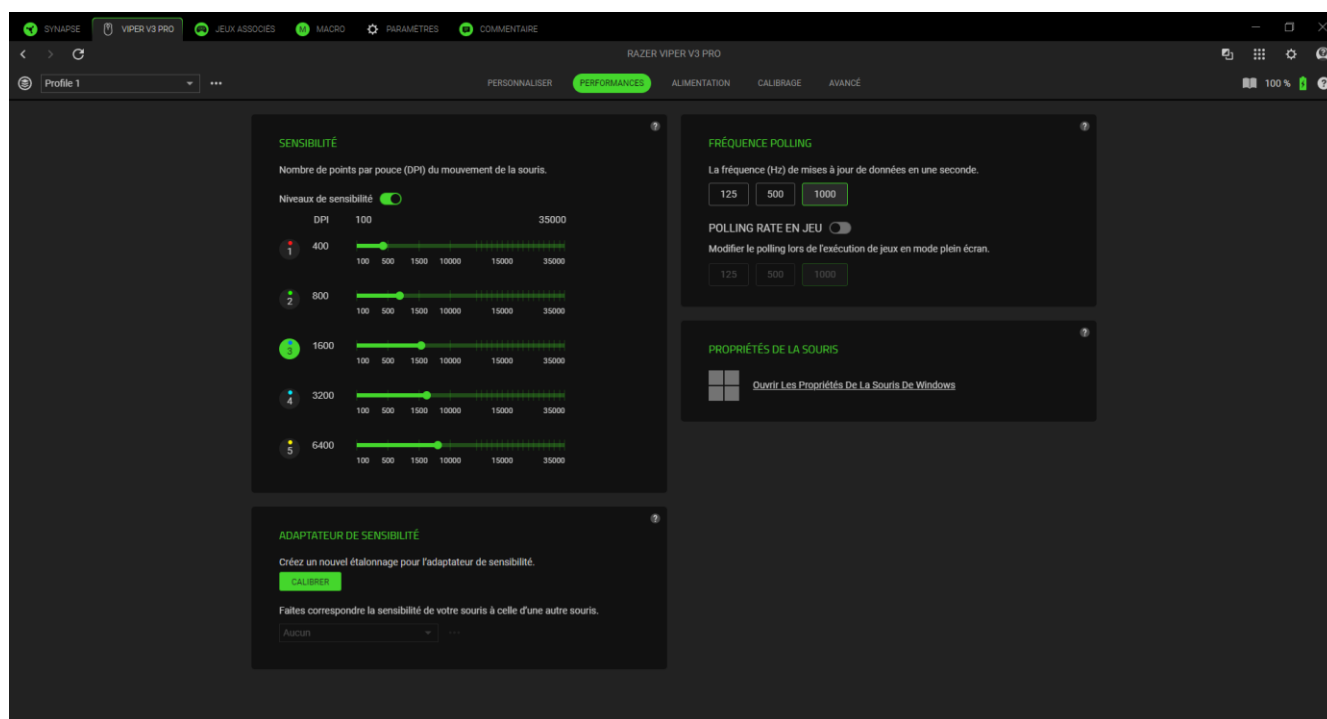 SYNAPSE VIPER V3 PRO JEUX ASSOCIÉS M MACRO PARAMÈTRES COMMENTAIRE
RAZER VIPER V3 PRO
Profile 1 PERSONNALISER PERFORMANCES ALIMENTATION CALIBRAGE AVANCÉ 100 %
SENSIBILITÉ
Nombre de points par pouce (DPI) du mouvement de la souris.
Niveaux de sensibilité
DPI 100 35000
1 400
100 500 1500 10000 15000 35000
2 800
100 500 1500 10000 15000 35000
3 1600
100 500 1500 10000 15000 35000
4 3200
100 500 1500 10000 15000 35000
5 6400
100 500 1500 10000 15000 35000
ADAPTATEUR DE SENSIBILITÉ
Créez un nouvel étalonnage pour l'adaptateur de sensibilité.
CALIBRER
Faites correspondre la sensibilité de votre souris à celle d'une autre souris.
Aucun
FRÉQUENCE POLLING
La fréquence (Hz) de mises à jour de données en une seconde.
125 500 1000
POLLING RATE EN JEU
Modifier le polling lors de l'exécution de jeux en mode plein écran.
125 500 1000
PROPRIÉTÉS DE LA SOURIS
Ouvrir Les Propriétés De La Souris De Windows